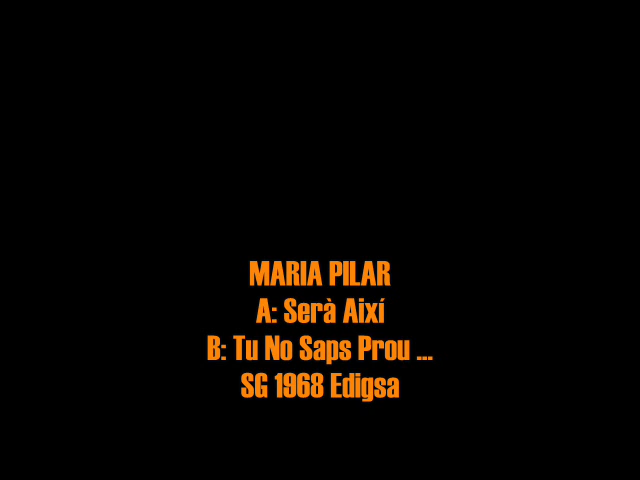 MARIA PILAR
A: Serà Així
B: Tu No Saps Prou ...
SG 1968 Edigsa